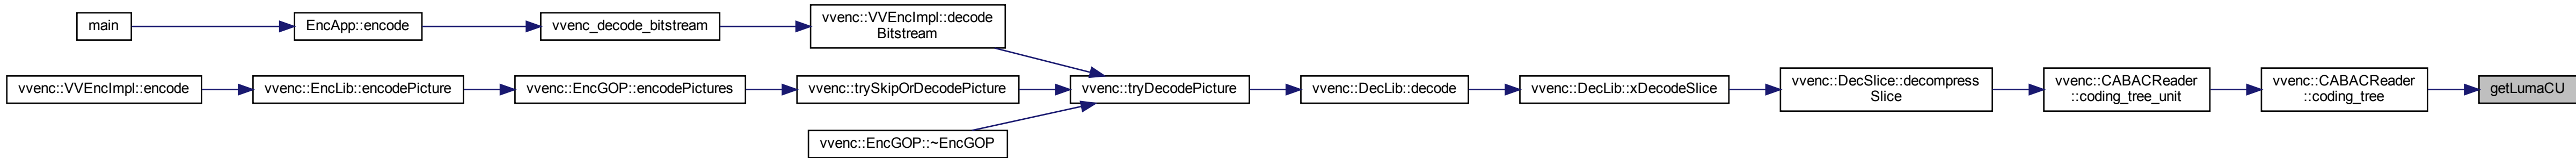 main
EncApp::encode
vvenc_decode_bitstream
vvenc::VVEncImpl::decode
Bitstream
vvenc::VVEncImpl::encode
vvenc::EncLib::encodePicture
vvenc::EncGOP::encodePictures
vvenc::trySkipOrDecodePicture
vvenc::tryDecodePicture
vvenc::DecLib::decode
vvenc::DecLib::xDecodeSlice
vvenc::DecSlice::decompress
Slice
vvenc::CABACReader
::coding_tree_unit
vvenc::CABACReader
::coding_tree
getLumaCU
vvenc::EncGOP::~EncGOP